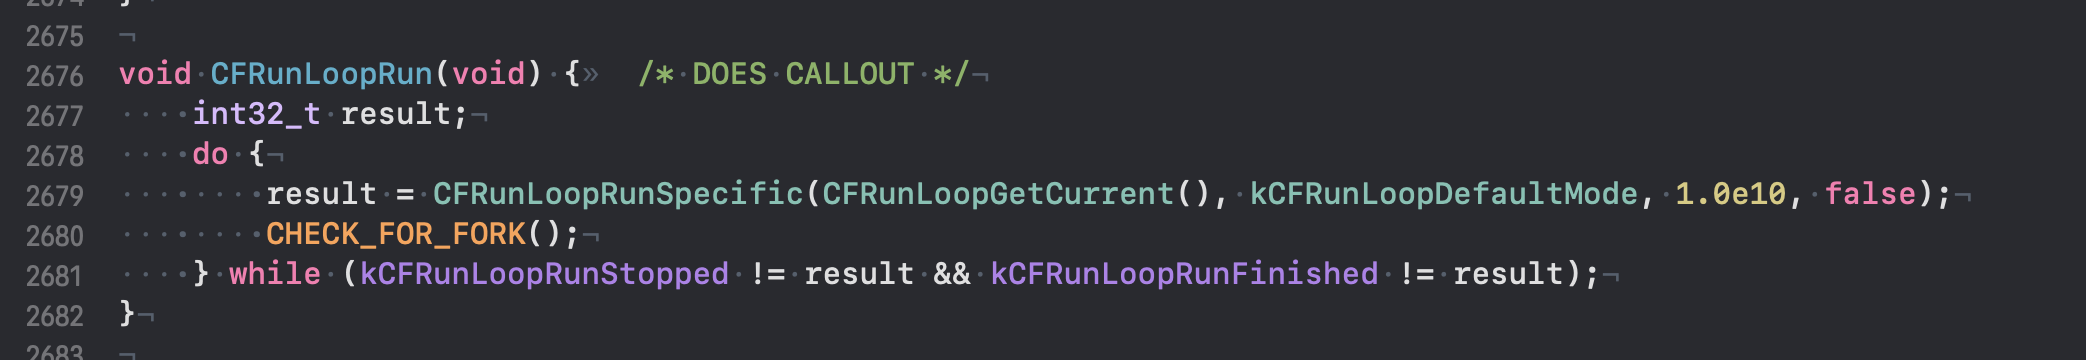 2674 }
2675 ¬
2676 void·CFRunLoopRun(void)·{»  /*·DOES·CALLOUT·*/¬
2677 ····int32_t·result;¬
2678 ····do·{¬
2679 ········result·=·CFRunLoopRunSpecific(CFRunLoopGetCurrent(),·kCFRunLoopDefaultMode,·1.0e10,·false);¬
2680 ········CHECK_FOR_FORK();¬
2681 ····}·while·(kCFRunLoopRunStopped·!=·result·&&·kCFRunLoopRunFinished·!=·result);¬
2682 }¬
2683 ¬